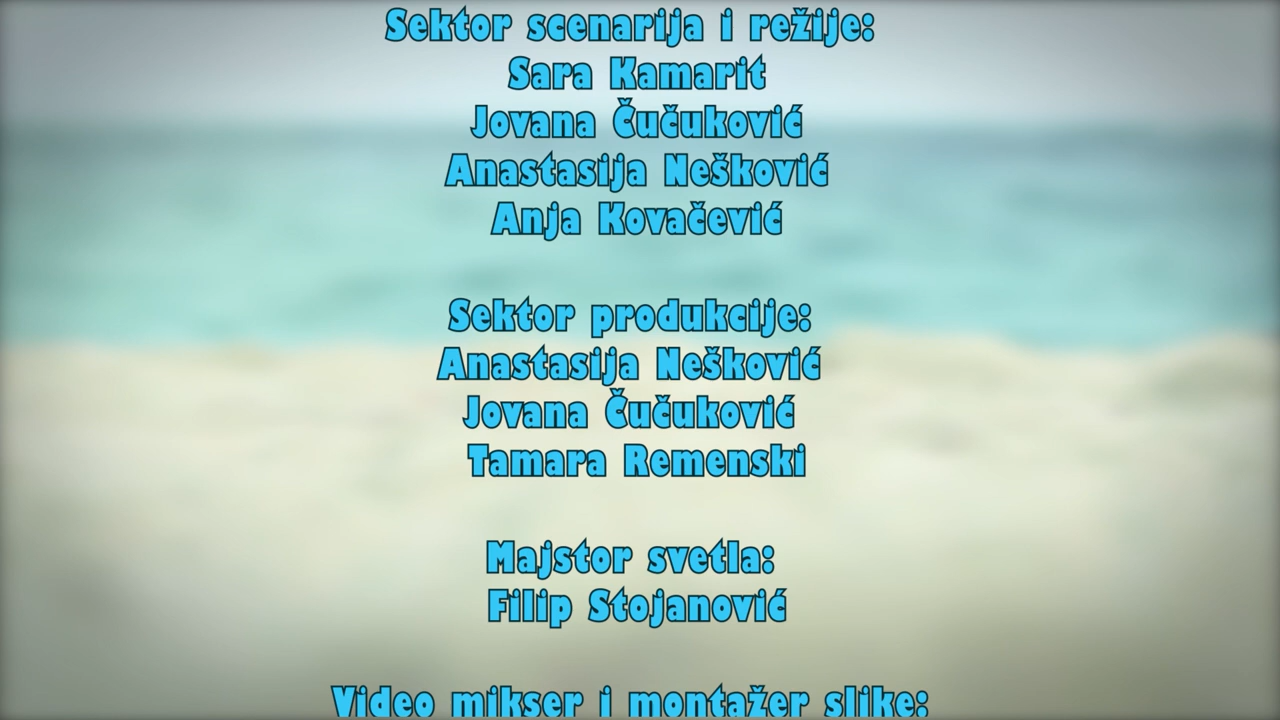 Sektor scenarija i režije:
Sara Kamarit
Jovana Čučuković
Anastasija Nešković
Anja Kovačević
Sektor produkcije:
Anastasija Nešković
Jovana Čučuković
Tamara Remenski
Majstor svetla:
Filip Stojanović
Video mikser i montažer slike: